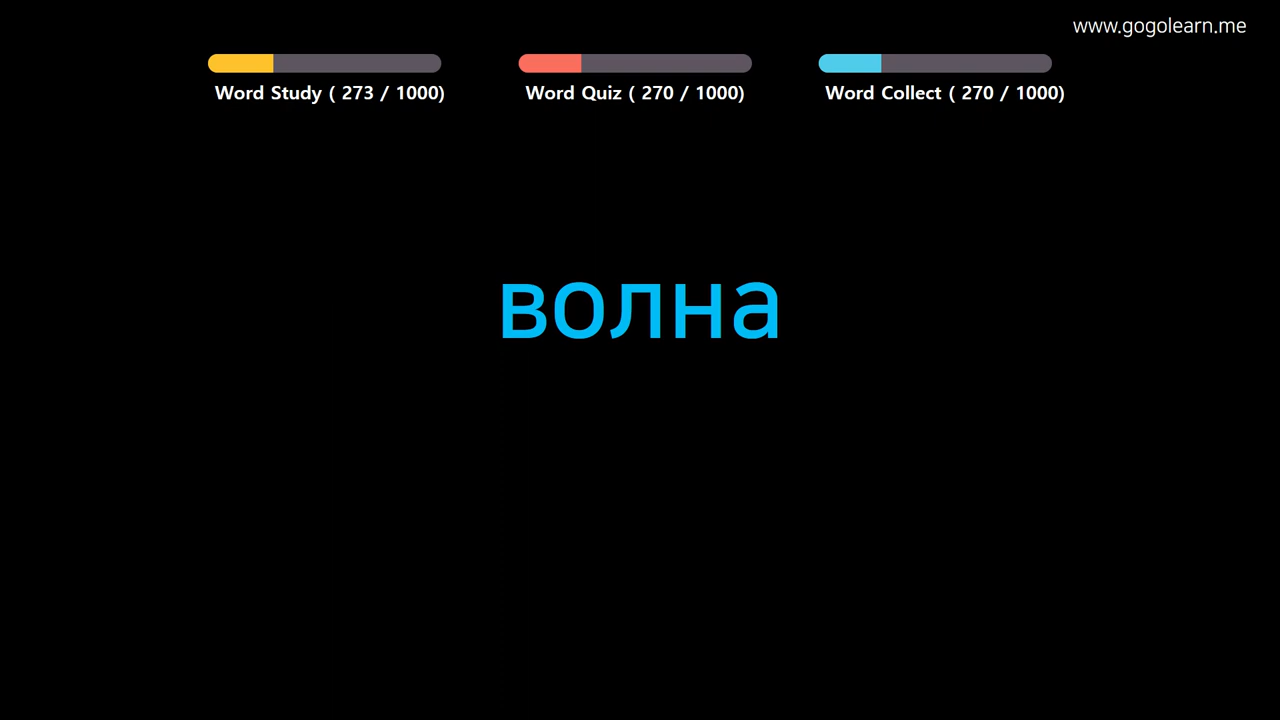 www.gogolearn.me
Word Study ( 273 / 1000)
Word Quiz ( 270 / 1000)
Word Collect ( 270 / 1000)
волна